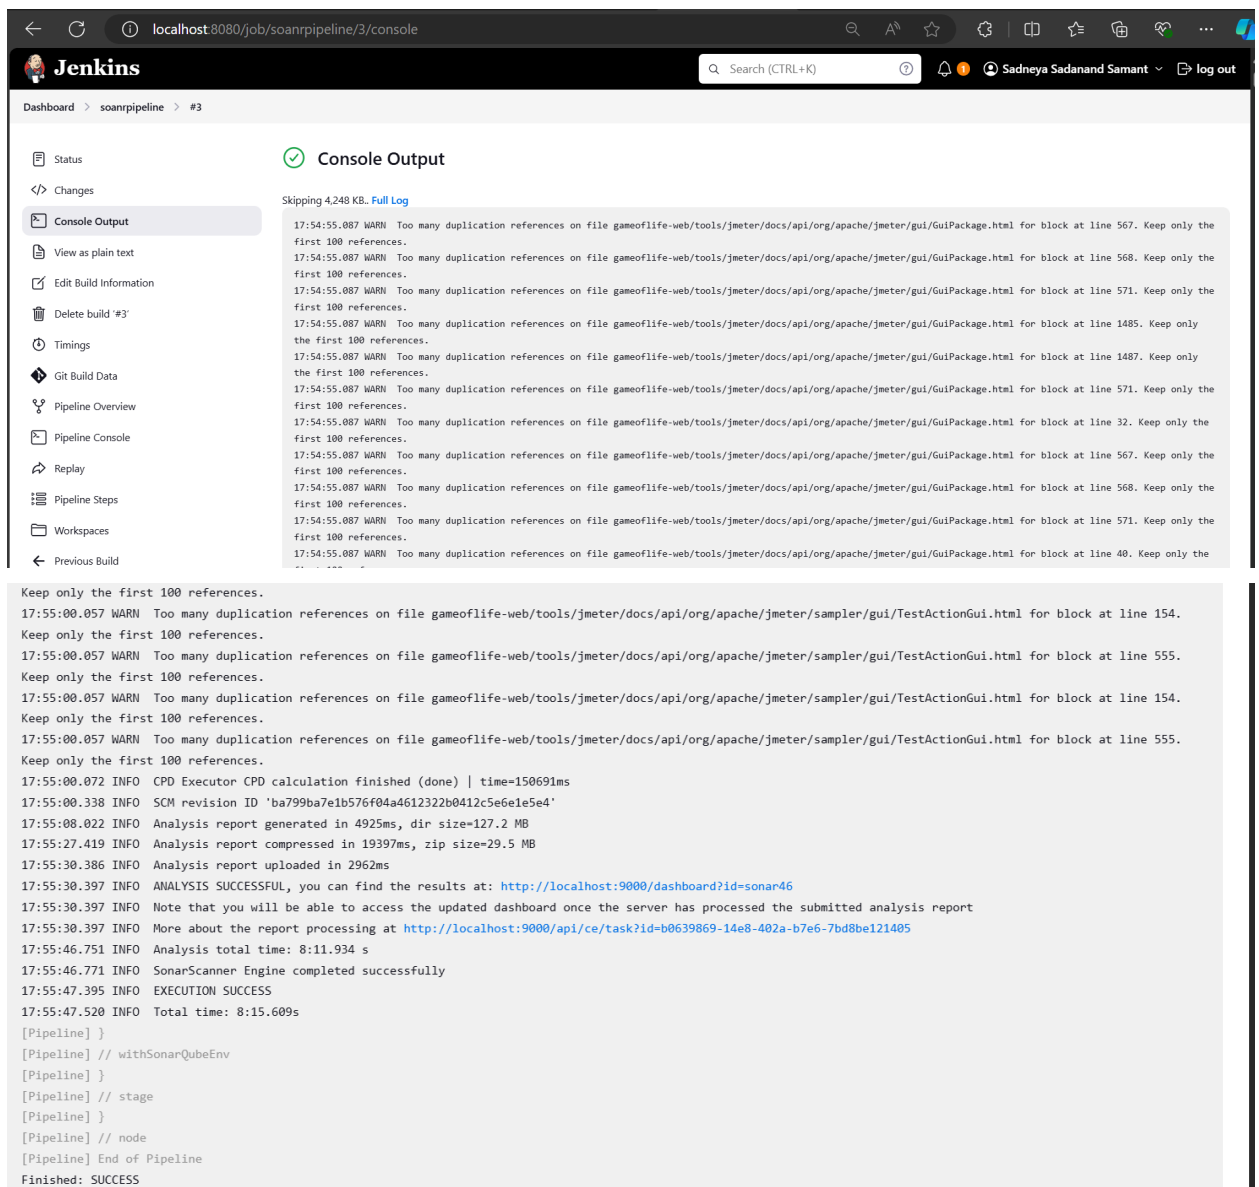 localhost:8080/job/soanrpipeline/3/console
Jenkins
Search (CTRL+K)
1
Sadneya Sadanand Samant
log out
Dashboard > soanrpipeline > #3
Status
Changes
Console Output
View as plain text
Edit Build Information
Delete build '#3'
Timings
Git Build Data
Pipeline Overview
Pipeline Console
Replay
Pipeline Steps
Workspaces
Previous Build
Console Output
Skipping 4,248 KB.. Full Log
17:54:55.087 WARN  Too many duplication references on file gameoflife-web/tools/jmeter/docs/api/org/apache/jmeter/gui/GuiPackage.html for block at line 567. Keep only the
first 100 references.
17:54:55.087 WARN  Too many duplication references on file gameoflife-web/tools/jmeter/docs/api/org/apache/jmeter/gui/GuiPackage.html for block at line 568. Keep only the
first 100 references.
17:54:55.087 WARN  Too many duplication references on file gameoflife-web/tools/jmeter/docs/api/org/apache/jmeter/gui/GuiPackage.html for block at line 571. Keep only the
first 100 references.
17:54:55.087 WARN  Too many duplication references on file gameoflife-web/tools/jmeter/docs/api/org/apache/jmeter/gui/GuiPackage.html for block at line 1485. Keep only
the first 100 references.
17:54:55.087 WARN  Too many duplication references on file gameoflife-web/tools/jmeter/docs/api/org/apache/jmeter/gui/GuiPackage.html for block at line 1487. Keep only
the first 100 references.
17:54:55.087 WARN  Too many duplication references on file gameoflife-web/tools/jmeter/docs/api/org/apache/jmeter/gui/GuiPackage.html for block at line 571. Keep only the
first 100 references.
17:54:55.087 WARN  Too many duplication references on file gameoflife-web/tools/jmeter/docs/api/org/apache/jmeter/gui/GuiPackage.html for block at line 32. Keep only the
first 100 references.
17:54:55.087 WARN  Too many duplication references on file gameoflife-web/tools/jmeter/docs/api/org/apache/jmeter/gui/GuiPackage.html for block at line 567. Keep only the
first 100 references.
17:54:55.087 WARN  Too many duplication references on file gameoflife-web/tools/jmeter/docs/api/org/apache/jmeter/gui/GuiPackage.html for block at line 568. Keep only the
first 100 references.
17:54:55.087 WARN  Too many duplication references on file gameoflife-web/tools/jmeter/docs/api/org/apache/jmeter/gui/GuiPackage.html for block at line 571. Keep only the
first 100 references.
17:54:55.087 WARN  Too many duplication references on file gameoflife-web/tools/jmeter/docs/api/org/apache/jmeter/gui/GuiPackage.html for block at line 40. Keep only the
Keep only the first 100 references.
17:55:00.057 WARN  Too many duplication references on file gameoflife-web/tools/jmeter/docs/api/org/apache/jmeter/sampler/gui/TestActionGui.html for block at line 154.
Keep only the first 100 references.
17:55:00.057 WARN  Too many duplication references on file gameoflife-web/tools/jmeter/docs/api/org/apache/jmeter/sampler/gui/TestActionGui.html for block at line 555.
Keep only the first 100 references.
17:55:00.057 WARN  Too many duplication references on file gameoflife-web/tools/jmeter/docs/api/org/apache/jmeter/sampler/gui/TestActionGui.html for block at line 154.
Keep only the first 100 references.
17:55:00.057 WARN  Too many duplication references on file gameoflife-web/tools/jmeter/docs/api/org/apache/jmeter/sampler/gui/TestActionGui.html for block at line 555.
Keep only the first 100 references.
17:55:00.072 INFO  CPD Executor CPD calculation finished (done) | time=150691ms
17:55:00.338 INFO  SCM revision ID 'ba799ba7e1b576f04a4612322b0412c5e6e1e5e4'
17:55:08.022 INFO  Analysis report generated in 4925ms, dir size=127.2 MB
17:55:27.419 INFO  Analysis report compressed in 19397ms, zip size=29.5 MB
17:55:30.386 INFO  Analysis report uploaded in 2962ms
17:55:30.397 INFO  ANALYSIS SUCCESSFUL, you can find the results at: http://localhost:9000/dashboard?id=sonar46
17:55:30.397 INFO  Note that you will be able to access the updated dashboard once the server has processed the submitted analysis report
17:55:30.397 INFO  More about the report processing at http://localhost:9000/api/ce/task?id=b0639869-14e8-402a-b7e6-7bd8be121405
17:55:46.751 INFO  Analysis total time: 8:11.934 s
17:55:46.771 INFO  SonarScanner Engine completed successfully
17:55:47.395 INFO  EXECUTION SUCCESS
17:55:47.520 INFO  Total time: 8:15.609s
[Pipeline] }
[Pipeline] // withSonarQubeEnv
[Pipeline] }
[Pipeline] // stage
[Pipeline] }
[Pipeline] // node
[Pipeline] End of Pipeline
Finished: SUCCESS